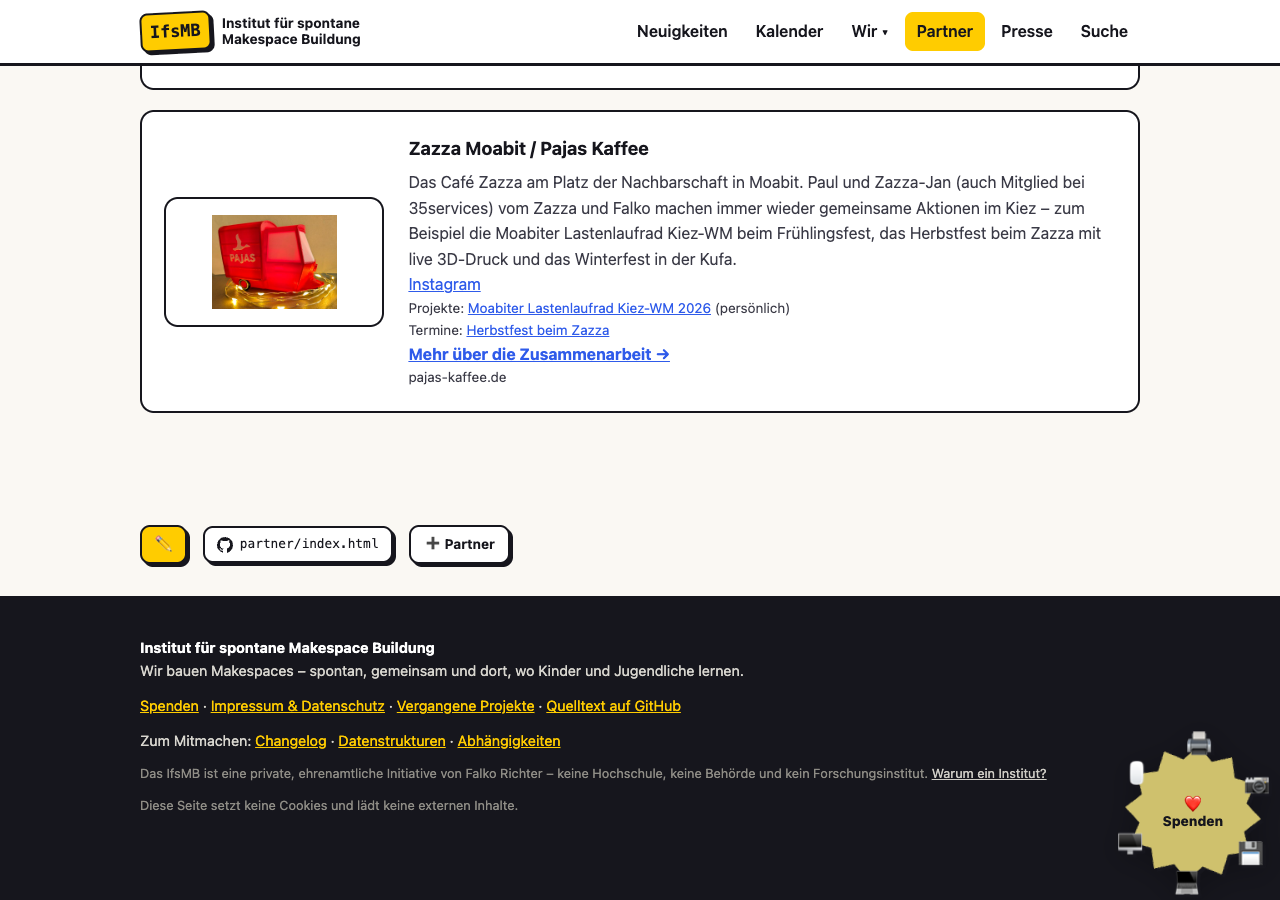 IfsMB
Institut für spontane
Makespace Buildung
Neuigkeiten
Kalender
Wir ▾
Partner
Presse
Suche
PAJAS
Zazza Moabit / Pajas Kaffee
Das Café Zazza am Platz der Nachbarschaft in Moabit. Paul und Zazza-Jan (auch Mitglied bei
35services) vom Zazza und Falko machen immer wieder gemeinsame Aktionen im Kiez – zum
Beispiel die Moabiter Lastenlaufrad Kiez-WM beim Frühlingsfest, das Herbstfest beim Zazza mit
live 3D-Druck und das Winterfest in der Kufa.
Instagram
Projekte: Moabiter Lastenlaufrad Kiez-WM 2026 (persönlich)
Termine: Herbstfest beim Zazza
Mehr über die Zusammenarbeit →
pajas-kaffee.de
✏️
partner/index.html
➕ Partner
Institut für spontane Makespace Buildung
Wir bauen Makespaces – spontan, gemeinsam und dort, wo Kinder und Jugendliche lernen.
Spenden · Impressum & Datenschutz · Vergangene Projekte · Quelltext auf GitHub
Zum Mitmachen: Changelog · Datenstrukturen · Abhängigkeiten
Das IfsMB ist eine private, ehrenamtliche Initiative von Falko Richter – keine Hochschule, keine Behörde und kein Forschungsinstitut. Warum ein Institut?
Diese Seite setzt keine Cookies und lädt keine externen Inhalte.
❤️
Spenden